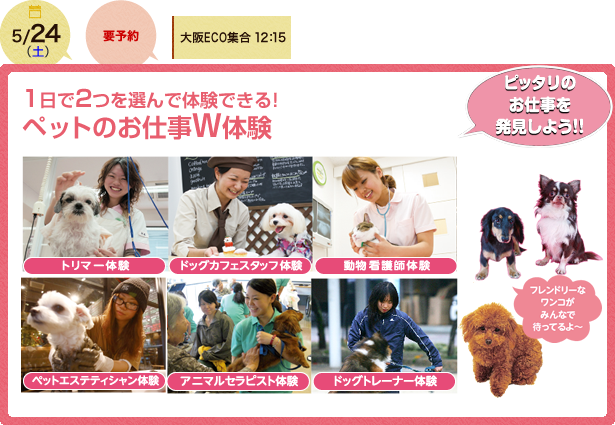 5/24
(土)
要予約
大阪ECO集合 12:15
1日で2つを選んで体験できる!
ペットのお仕事W体験
ピッタリの
お仕事を
発見しよう!!
トリマー体験
ドッグカフェスタッフ体験
動物看護師体験
ペットエステティシャン体験
アニマルセラピスト体験
ドッグトレーナー体験
フレンドリーな
ワンコが
みんなで
待ってるよ〜